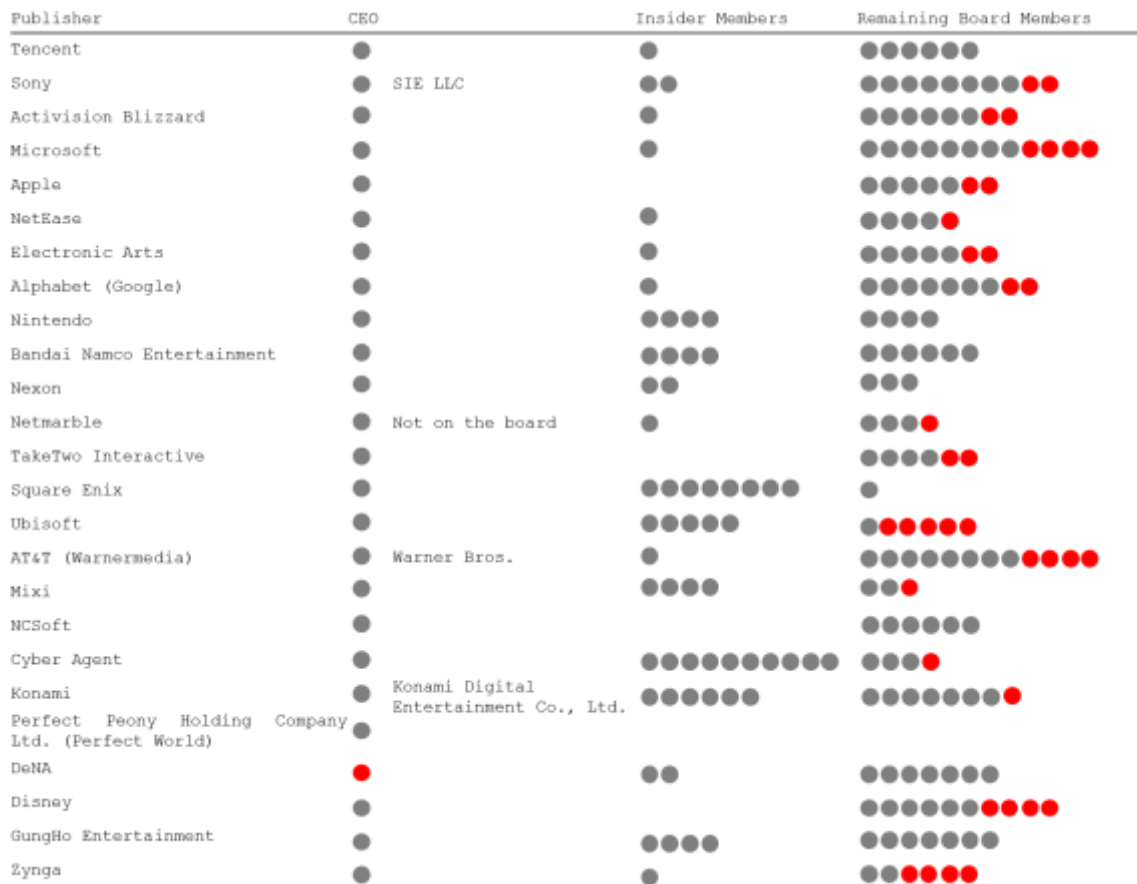 Publisher CEO Insider Members Remaining Board Members
Tencent
Sony SIE LLC
Activision Blizzard
Microsoft
Apple
NetEase
Electronic Arts
Alphabet (Google)
Nintendo
Bandai Namco Entertainment
Nexon
Netmarble Not on the board
TakeTwo Interactive
Square Enix
Ubisoft
AT&T (Warnermedia) Warner Bros.
Mixi
NCSoft
Cyber Agent
Konami Konami Digital
Entertainment Co., Ltd.
Perfect Peony Holding Company
Ltd. (Perfect World)
DeNA
Disney
GungHo Entertainment
Zynga